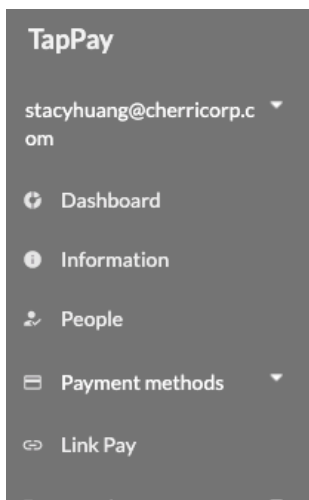 TapPay
stacyhuang@cherricorp.c
om
Dashboard
Information
People
Payment methods
Link Pay